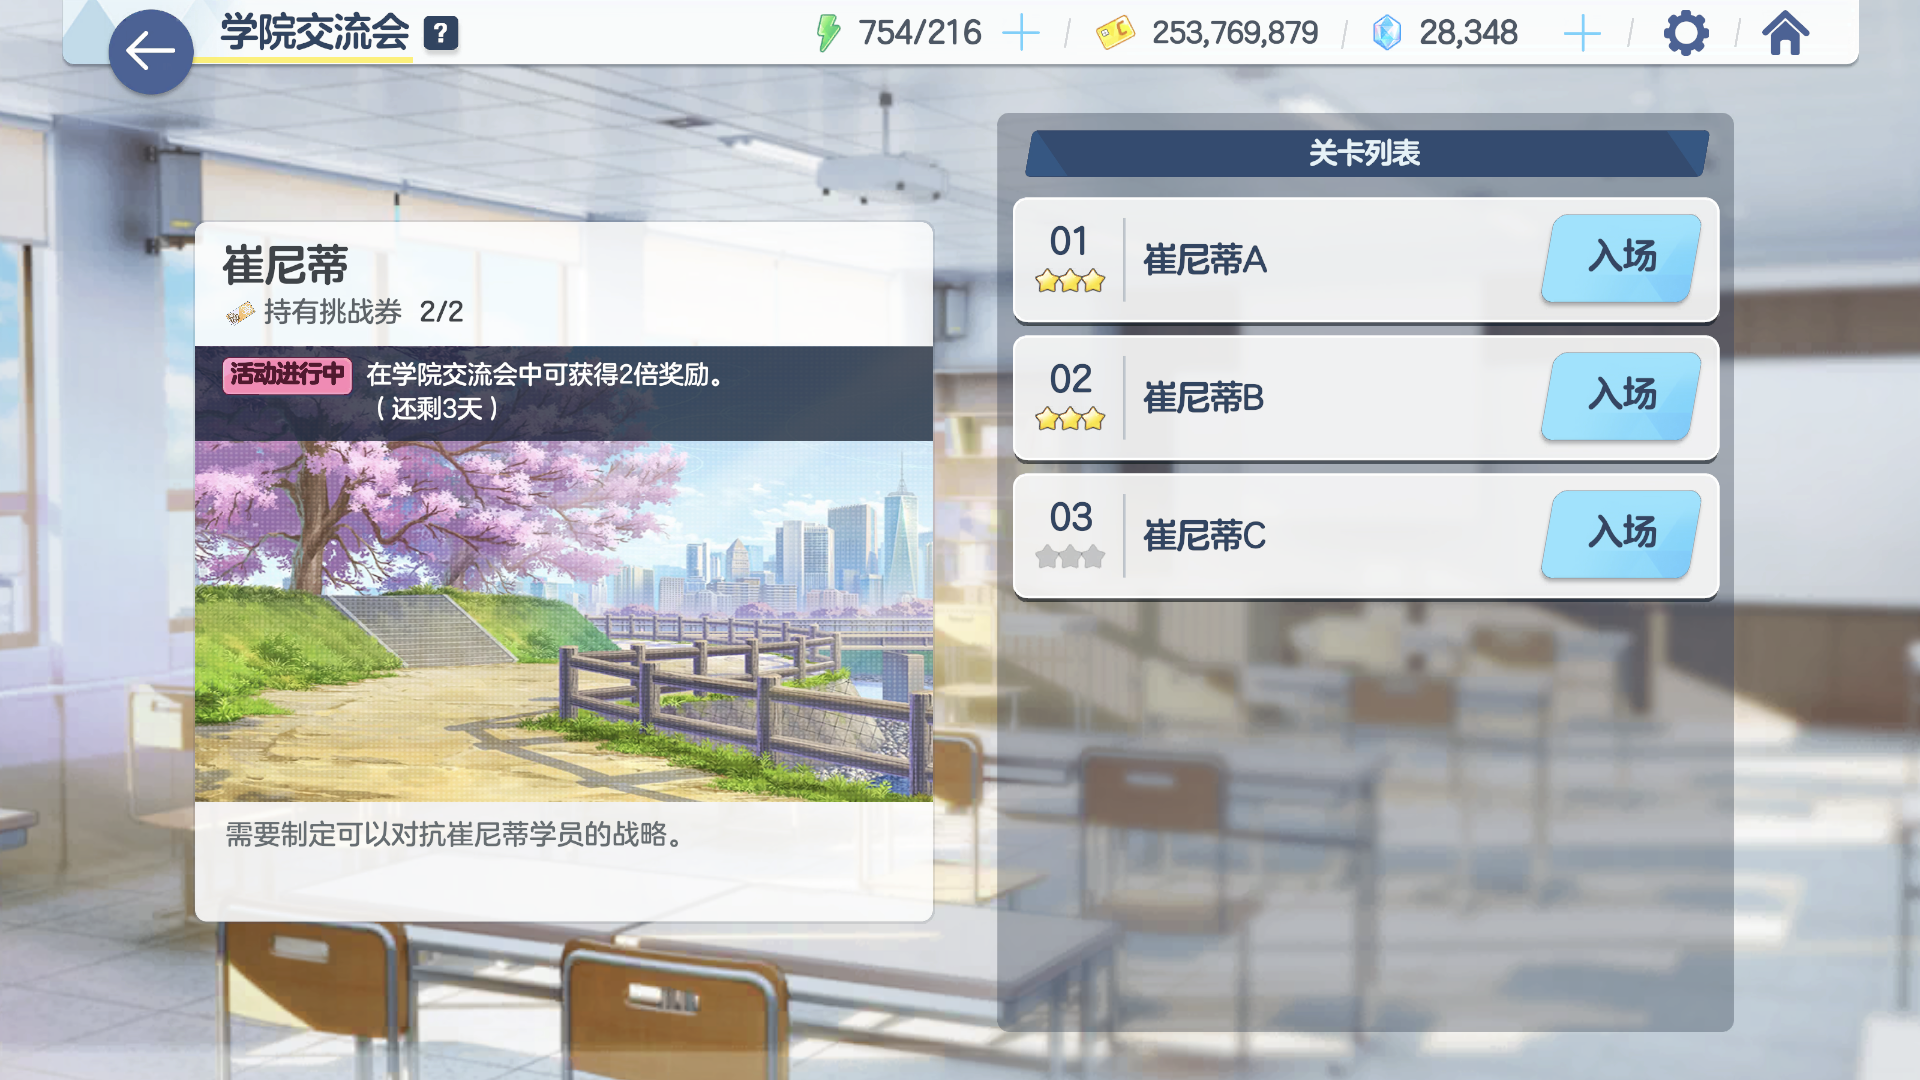 学院交流会
?
754/216
253,769,879
28,348
崔尼蒂
持有挑战券 2/2
活动进行中 在学院交流会中可获得2倍奖励。
（还剩3天）
需要制定可以对抗崔尼蒂学员的战略。
关卡列表
01
崔尼蒂A
入场
02
崔尼蒂B
入场
03
崔尼蒂C
入场